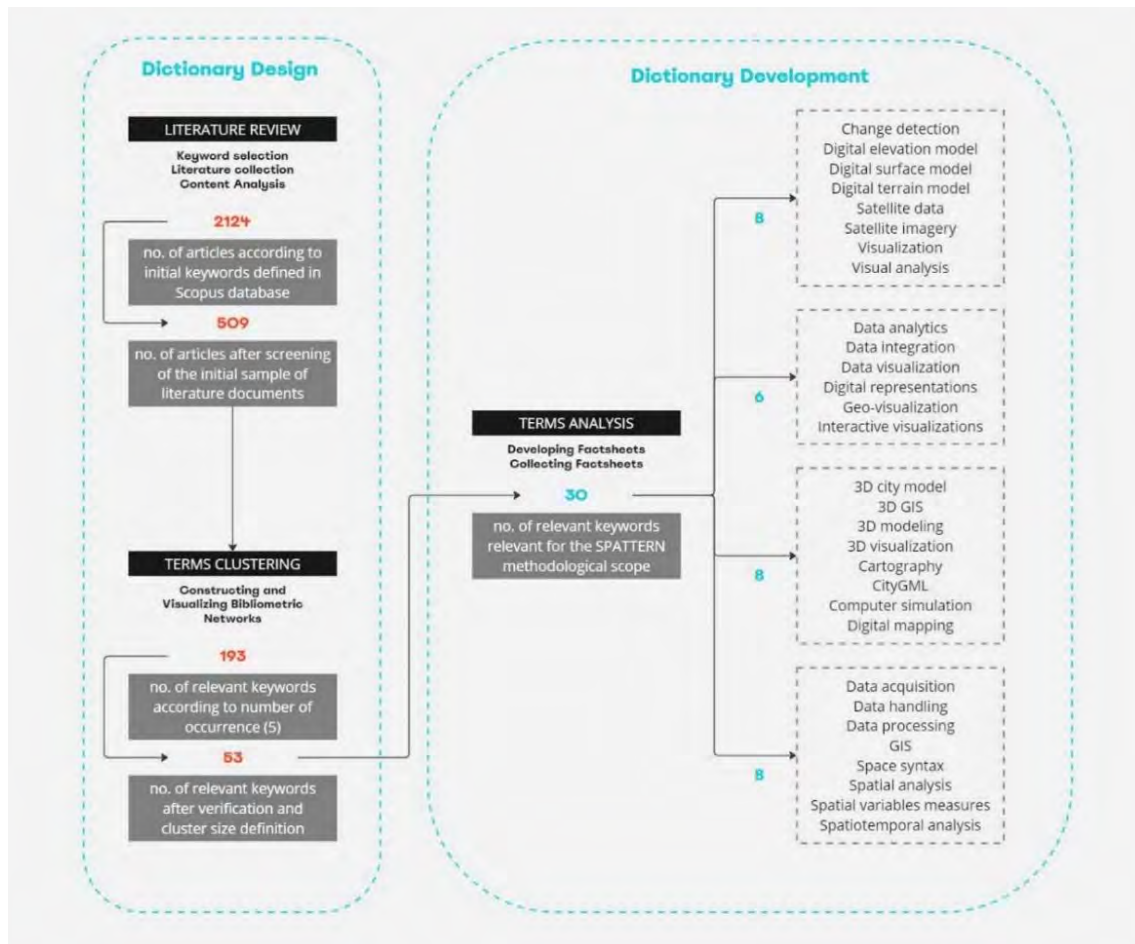 Dictionary Design
LITERATURE REVIEW
Keyword selection
Literature collection
Content Analysis
2124
no. of articles according to
initial keywords defined in
Scopus database
509
no. of articles after screening
of the initial sample of
literature documents
TERMS CLUSTERING
Constructing and
Visualizing Bibliometric
Networks
193
no. of relevant keywords
according to number of
occurrence (5)
53
no. of relevant keywords
after verification and
cluster size definition
Dictionary Development
TERMS ANALYSIS
Developing Factsheets
Collecting Factsheets
30
no. of relevant keywords
relevant for the SPATTERN
methodological scope
8
Change detection
Digital elevation model
Digital surface model
Digital terrain model
Satellite data
Satellite imagery
Visualization
Visual analysis
6
Data analytics
Data integration
Data visualization
Digital representations
Geo-visualization
Interactive visualizations
8
3D city model
3D GIS
3D modeling
3D visualization
Cartography
CityGML
Computer simulation
Digital mapping
8
Data acquisition
Data handling
Data processing
GIS
Space syntax
Spatial analysis
Spatial variables measures
Spatiotemporal analysis